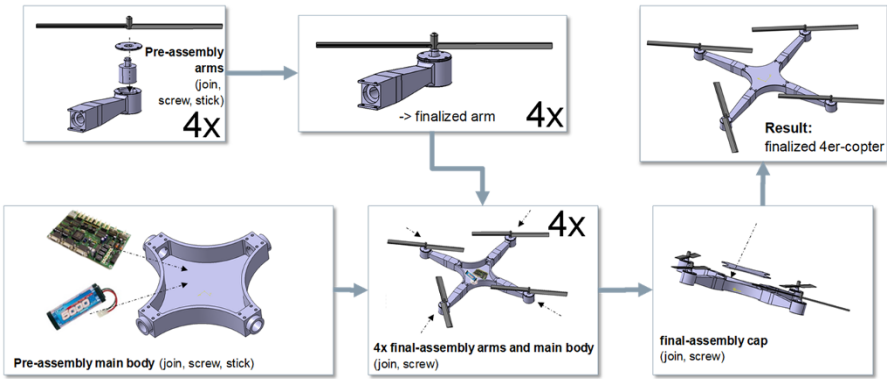 Pre-assembly
arms
(join,
screw, stick)
4x
-> finalized arm
4x
Result:
finalized 4er-copter
Pre-assembly main body (join, screw, stick)
4x
4x final-assembly arms and main body
(join, screw)
final-assembly cap
(join, screw)